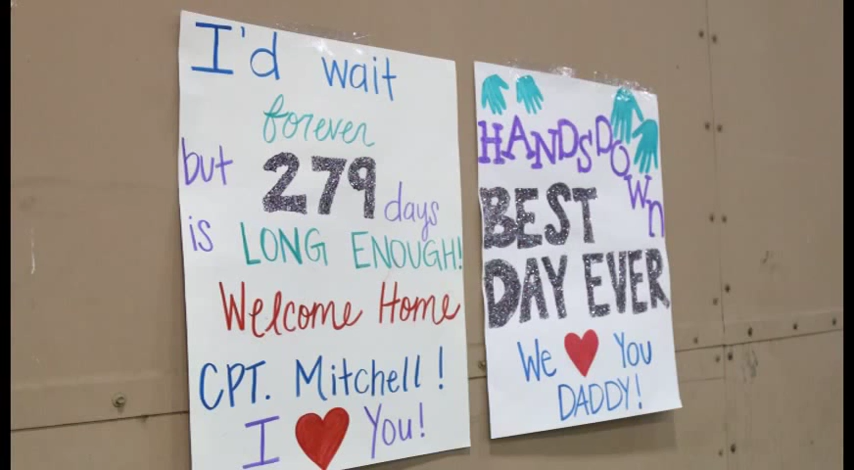 I'd wait
forever
but 279 days
is LONG ENOUGH!
Welcome Home
CPT. Mitchell!
I ❤ You!
HANDS DOWn
BEST
DAY EVER
We ❤ You
DADDY!